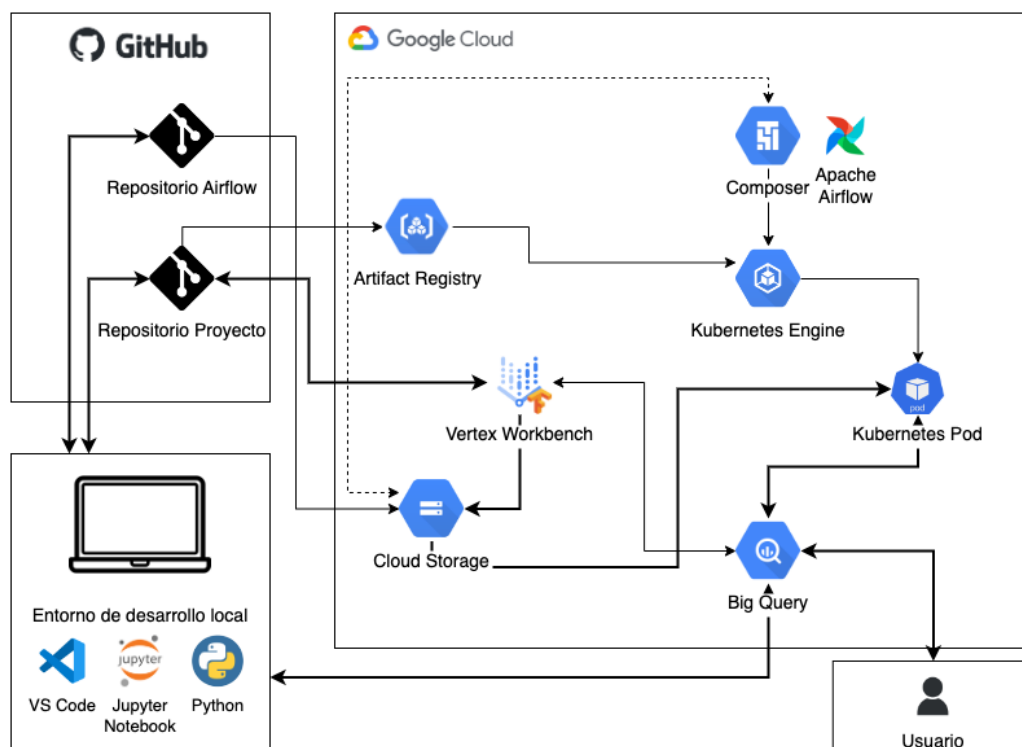 GitHub
Google Cloud
Repositorio Airflow
Composer
Apache
Airflow
Artifact Registry
Repositorio Proyecto
Kubernetes Engine
Vertex Workbench
pod
Kubernetes Pod
Cloud Storage
Big Query
Entorno de desarrollo local
jupyter
VS Code
Jupyter
Notebook
Python
Usuario